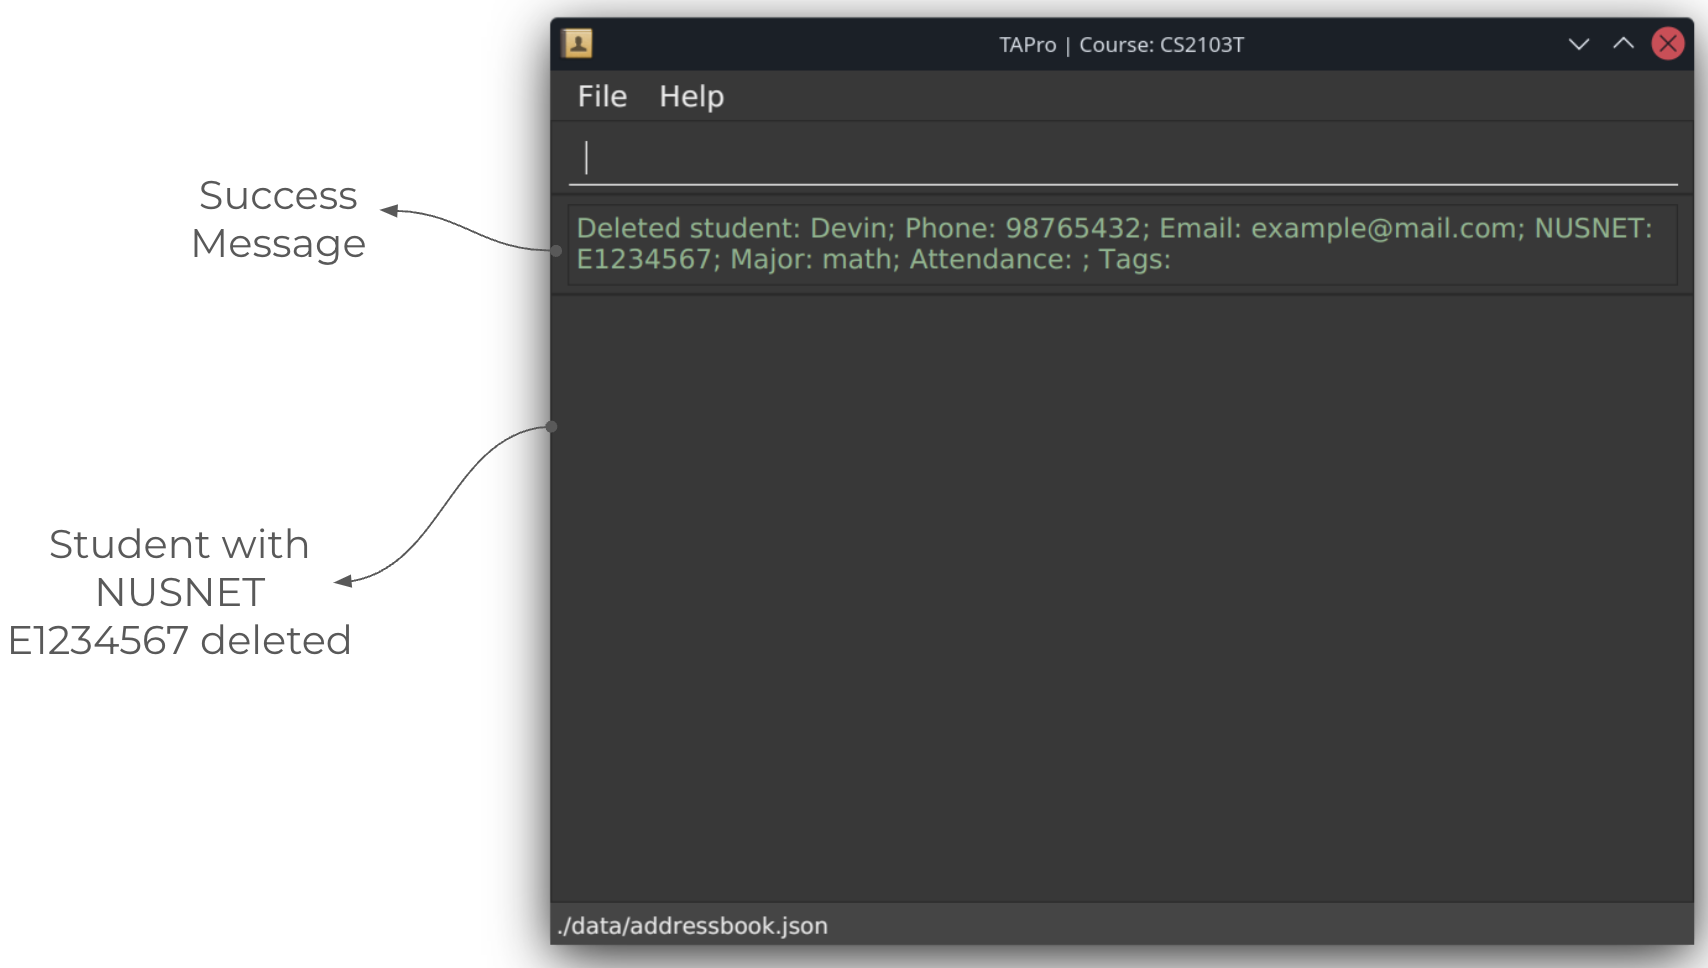 TAPro | Course: CS2103T
File Help
Success
Message
Deleted student: Devin; Phone: 98765432; Email: example@mail.com; NUSNET:
E1234567; Major: math; Attendance: ; Tags:
Student with
NUSNET
E1234567 deleted
./data/addressbook.json